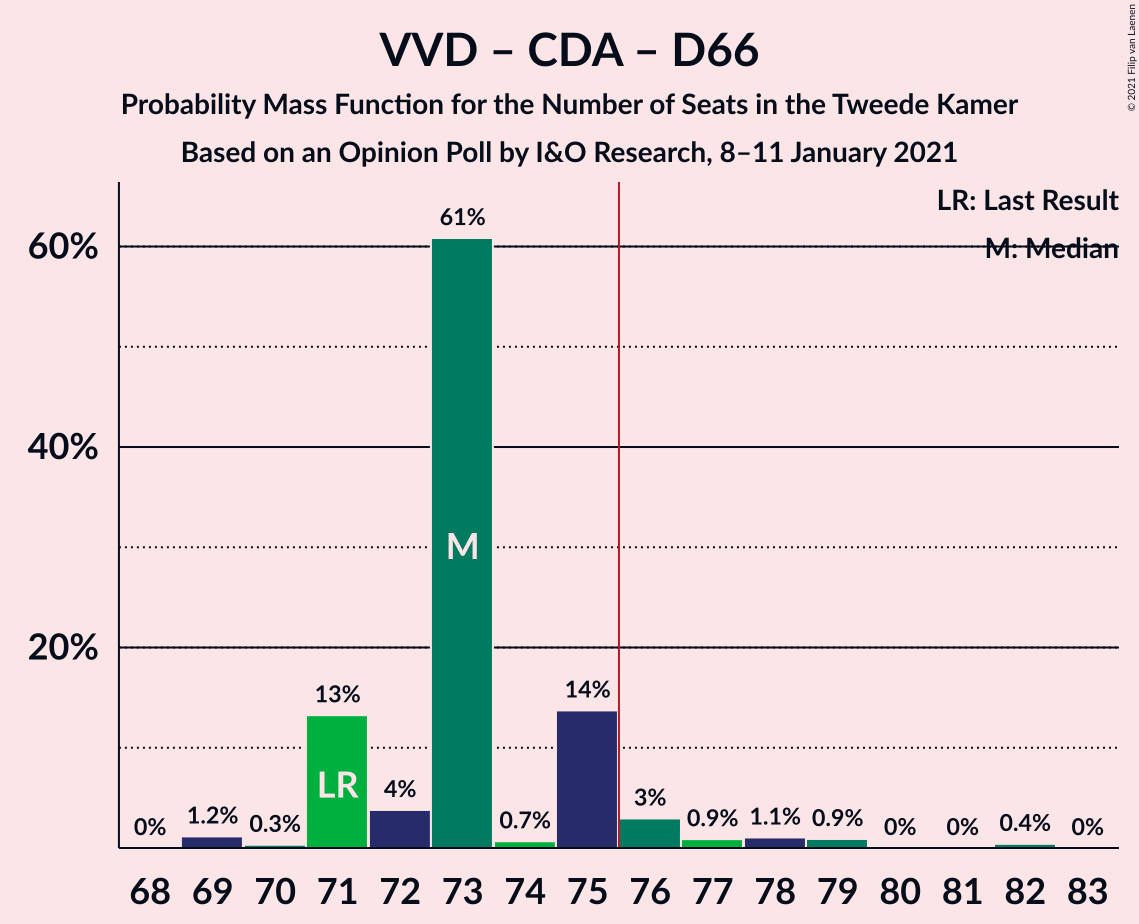 VVD – CDA – D66
Probability Mass Function for the Number of Seats in the Tweede Kamer
Based on an Opinion Poll by I&O Research, 8–11 January 2021
© 2021 Filip van Laenen
LR: Last Result
M: Median
60%
40%
20%
0%
1.2%
0.3%
13%
4%
61%
0.7%
14%
3%
0.9%
1.1%
0.9%
0%
0%
0.4%
0%
LR
M
68 69 70 71 72 73 74 75 76 77 78 79 80 81 82 83